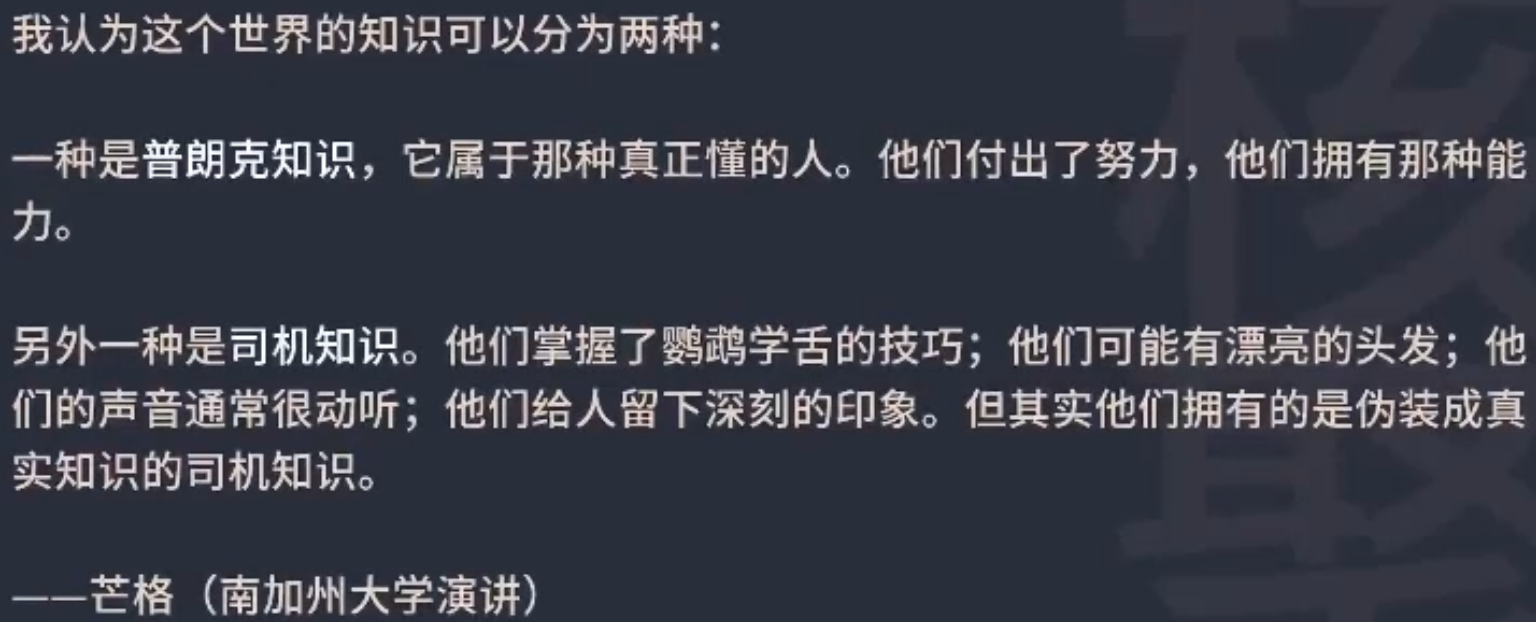 我认为这个世界的知识可以分为两种：
一种是普朗克知识，它属于那种真正懂的人。他们付出了努力，他们拥有那种能
力。
另外一种是司机知识。他们掌握了鹦鹉学舌的技巧；他们可能有漂亮的头发；他
们的声音通常很动听；他们给人留下深刻的印象。但其实他们拥有的是伪装成真
实知识的司机知识。
——芒格（南加州大学演讲）